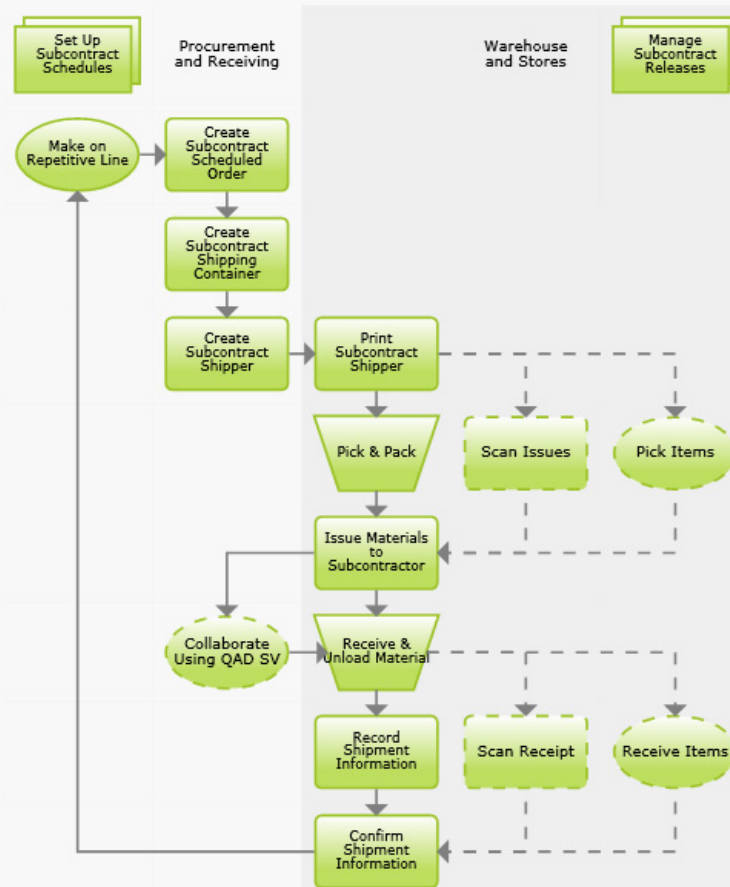 Set Up
Subcontract
Schedules
Procurement
and Receiving
Warehouse
and Stores
Manage
Subcontract
Releases
Make on
Repetitive Line
Create
Subcontract
Scheduled
Order
Create
Subcontract
Shipping
Container
Create
Subcontract
Shipper
Print
Subcontract
Shipper
Pick & Pack
Scan Issues
Pick Items
Issue Materials
to
Subcontractor
Collaborate
Using QAD SV
Receive &
Unload Material
Record
Shipment
Information
Scan Receipt
Receive Items
Confirm
Shipment
Information